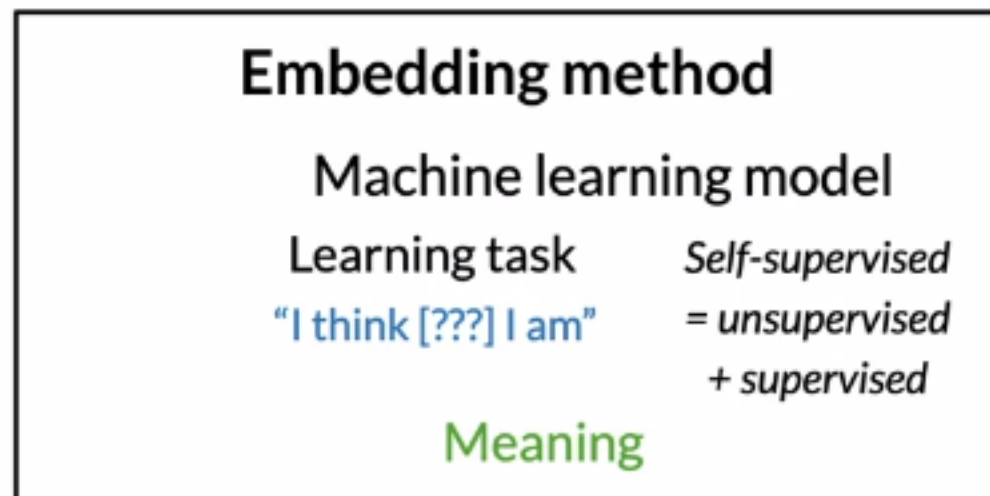 Embedding method
Machine learning model
Learning task
“I think [???] I am”
Self-supervised
= unsupervised
+ supervised
Meaning